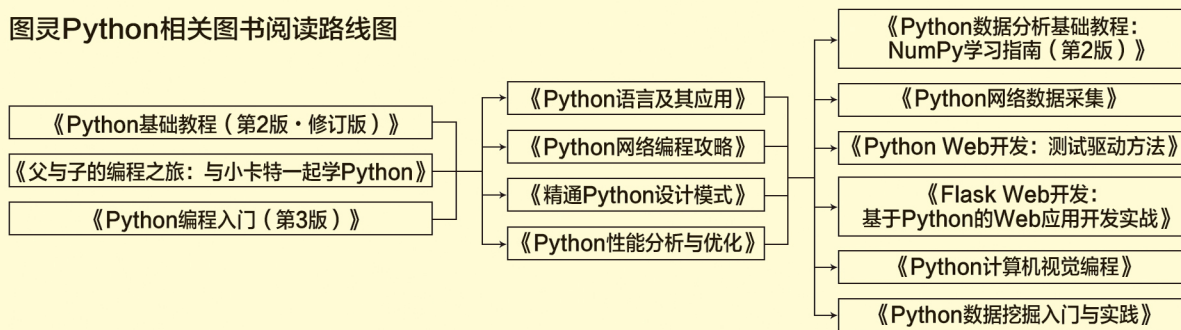 图灵Python相关图书阅读路线图
《Python基础教程（第2版·修订版）》
《父与子的编程之旅：与小卡特一起学Python》
《Python编程入门（第3版）》
《Python语言及其应用》
《Python网络编程攻略》
《精通Python设计模式》
《Python性能分析与优化》
《Python数据分析基础教程：
NumPy学习指南（第2版）》
《Python网络数据采集》
《Python Web开发：测试驱动方法》
《Flask Web开发：
基于Python的Web应用开发实战》
《Python计算机视觉编程》
《Python数据挖掘入门与实践》